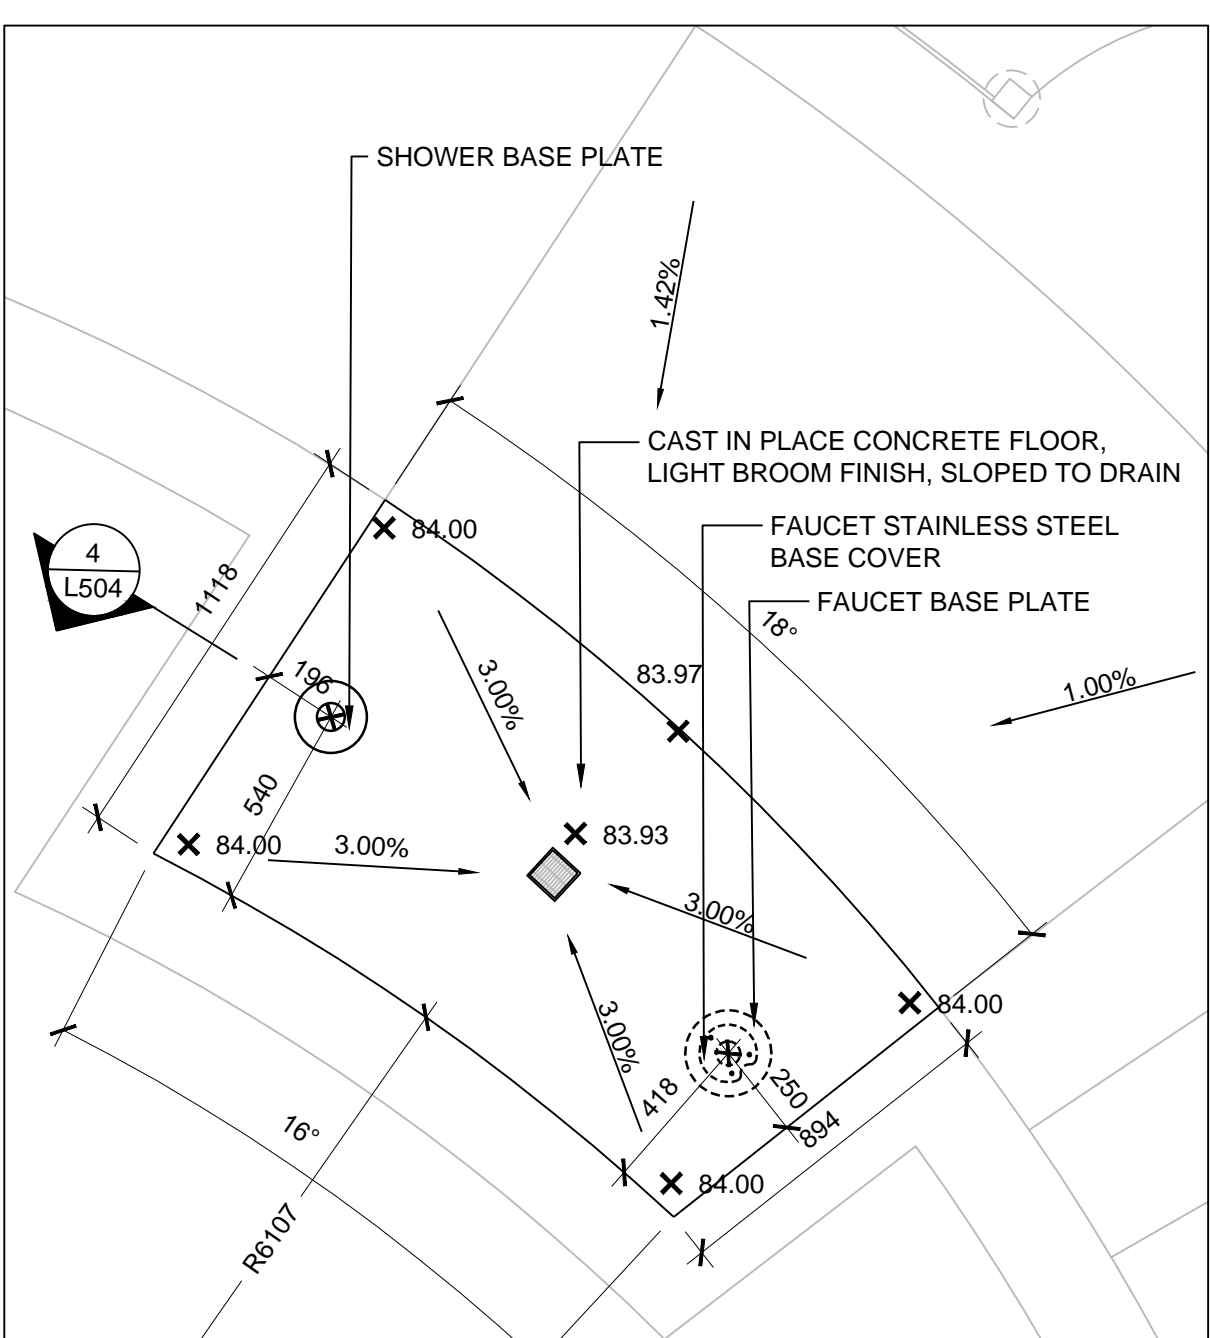 SHOWER BASE PLATE
1.42%
CAST IN PLACE CONCRETE FLOOR,
LIGHT BROOM FINISH, SLOPED TO DRAIN
84.00
FAUCET STAINLESS STEEL
BASE COVER
4
L504
1118
FAUCET BASE PLATE
18°
196
3.00%
83.97
1.00%
540
84.00
3.00%
83.93
3.00%
84.00
3.00%
418
250
894
16°
84.00
R6107